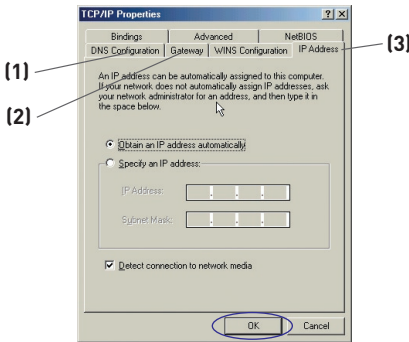 TCP/IP Properties
Bindings Advanced NetBIOS
DNS Configuration Gateway WINS Configuration IP Address
(1)
(2)
(3)
An IP address can be automatically assigned to this computer.
If your network does not automatically assign IP addresses, ask
your network administrator for an address, and then type it in
the space below.
Obtain an IP address automatically
Specify an IP address:
IP Address:
Subnet Mask:
Detect connection to network media
OK Cancel